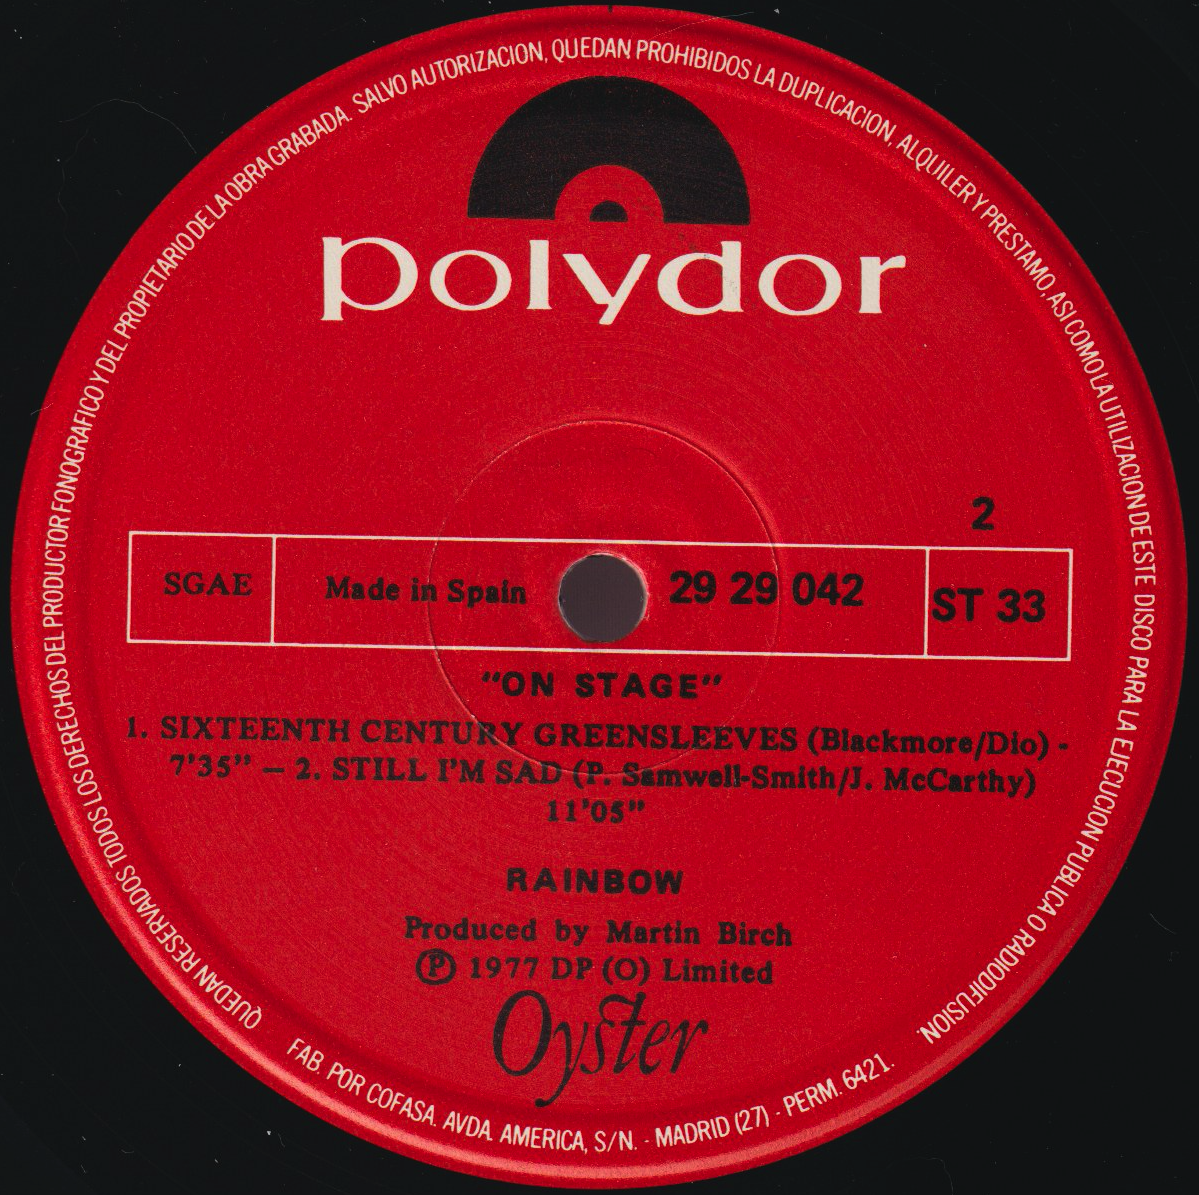 QUEDAN RESERVADOS TODOS LOS DERECHOS DEL PRODUCTOR FONOGRAFICO Y DEL PROPIETARIO DE LA OBRA GRABADA. SALVO AUTORIZACION, QUEDAN PROHIBIDOS LA DUPLICACION, ALQUILER Y PRESTAMO, ASI COMO LA UTILIZACION DE ESTE DISCO PARA LA EJECUCION PUBLICA O RADIODIFUSION.
polydor
2
SGAE Made in Spain 29 29 042 ST 33
"ON STAGE"
1. SIXTEENTH CENTURY GREENSLEEVES (Blackmore/Dio) -
7'35" — 2. STILL I'M SAD (P. Samwell-Smith/J. McCarthy)
11'05"
RAINBOW
Produced by Martin Birch
Ⓟ 1977 DP (O) Limited
Oyster
FAB. POR COFASA. AVDA. AMERICA, S/N. - MADRID (27) - PERM. 6421.